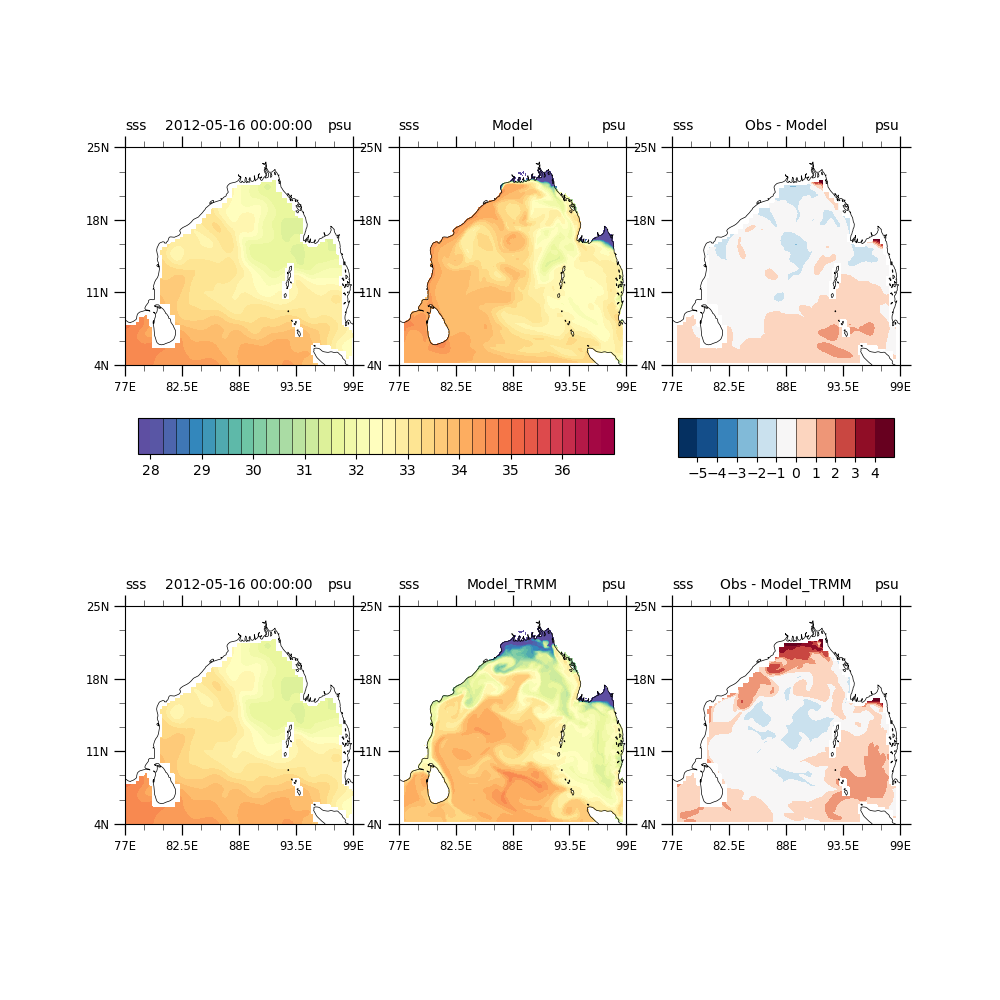 sss 2012-05-16 00:00:00 psu sss Model psu sss Obs - Model psu
25N 25N 25N
18N 18N 18N
11N 11N 11N
4N 4N 4N
77E 82.5E 88E 93.5E 99E 77E 82.5E 88E 93.5E 99E 77E 82.5E 88E 93.5E 99E
28 29 30 31 32 33 34 35 36 −5 −4 −3 −2 −1 0 1 2 3 4
sss 2012-05-16 00:00:00 psu sss Model_TRMM psu sss Obs - Model_TRMM psu
25N 25N 25N
18N 18N 18N
11N 11N 11N
4N 4N 4N
77E 82.5E 88E 93.5E 99E 77E 82.5E 88E 93.5E 99E 77E 82.5E 88E 93.5E 99E